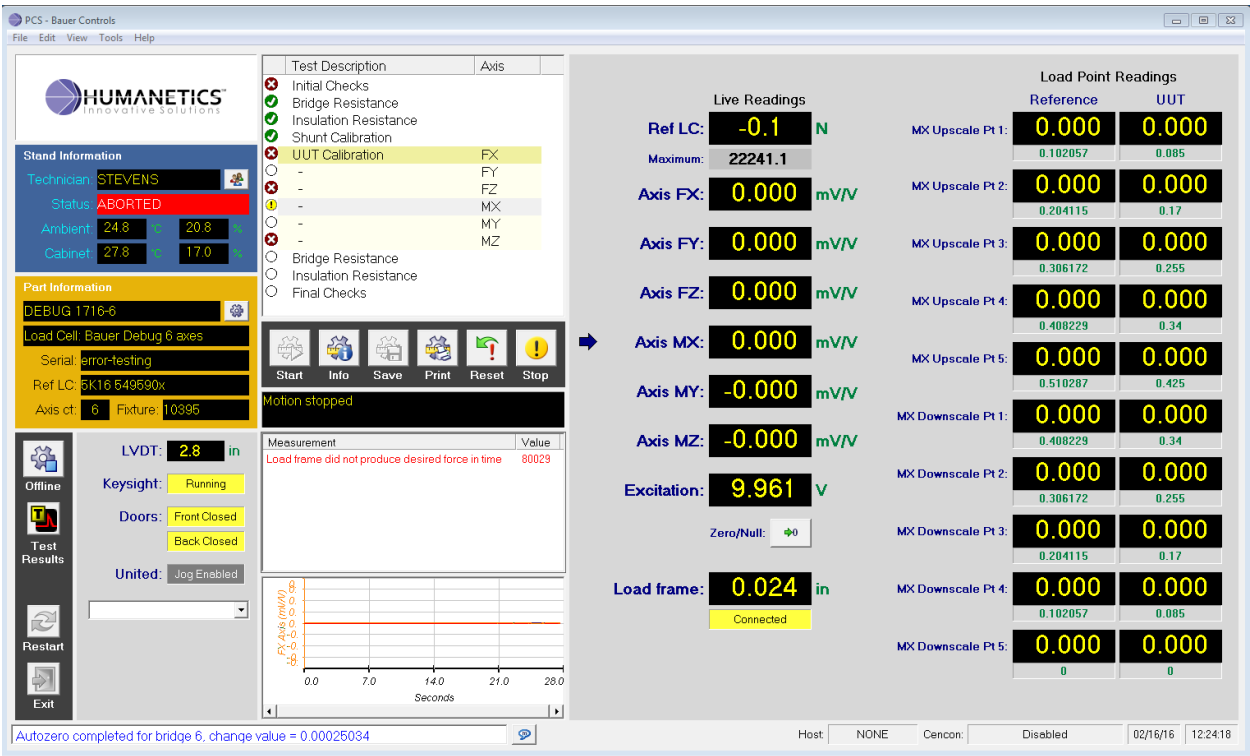 PCS - Bauer Controls
File Edit View Tools Help
HUMANETICS
Innovative Solutions
Stand Information
Technician: STEVENS
Status: ABORTED
Ambient: 24.8 °C 20.8 %
Cabinet: 27.8 °C 17.0 %
Part Information
DEBUG 1716-6
Load Cell: Bauer Debug 6 axes
Serial: error-testing
Ref LC: 5K16 549590x
Axis ct: 6 Fixture: 10395
Offline
Test Results
Restart
Exit
LVDT: 2.8 in
Keysight: Running
Doors: Front Closed
Back Closed
United: Jog Enabled
Test Description Axis
Initial Checks
Bridge Resistance
Insulation Resistance
Shunt Calibration
UUT Calibration FX
- FY
- FZ
- MX
- MY
- MZ
Bridge Resistance
Insulation Resistance
Final Checks
Start Info Save Print Reset Stop
Motion stopped
Measurement Value
Load frame did not produce desired force in time 80029
FX Axis (mV/V)
0.0 7.0 14.0 21.0 28.0
Seconds
Live Readings
Ref LC: -0.1 N
Maximum: 22241.1
Axis FX: 0.000 mV/V
Axis FY: 0.000 mV/V
Axis FZ: 0.000 mV/V
Axis MX: 0.000 mV/V
Axis MY: -0.000 mV/V
Axis MZ: -0.000 mV/V
Excitation: 9.961 V
Zero/Null: 0
Load frame: 0.024 in
Connected
Load Point Readings
Reference UUT
MX Upscale Pt 1: 0.000 0.000
0.102057 0.085
MX Upscale Pt 2: 0.000 0.000
0.204115 0.17
MX Upscale Pt 3: 0.000 0.000
0.306172 0.255
MX Upscale Pt 4: 0.000 0.000
0.408229 0.34
MX Upscale Pt 5: 0.000 0.000
0.510287 0.425
MX Downscale Pt 1: 0.000 0.000
0.408229 0.34
MX Downscale Pt 2: 0.000 0.000
0.306172 0.255
MX Downscale Pt 3: 0.000 0.000
0.204115 0.17
MX Downscale Pt 4: 0.000 0.000
0.102057 0.085
MX Downscale Pt 5: 0.000 0.000
0 0
Autozero completed for bridge 6, change value = 0.00025034
Host: NONE Cencon: Disabled 02/16/16 12:24:18